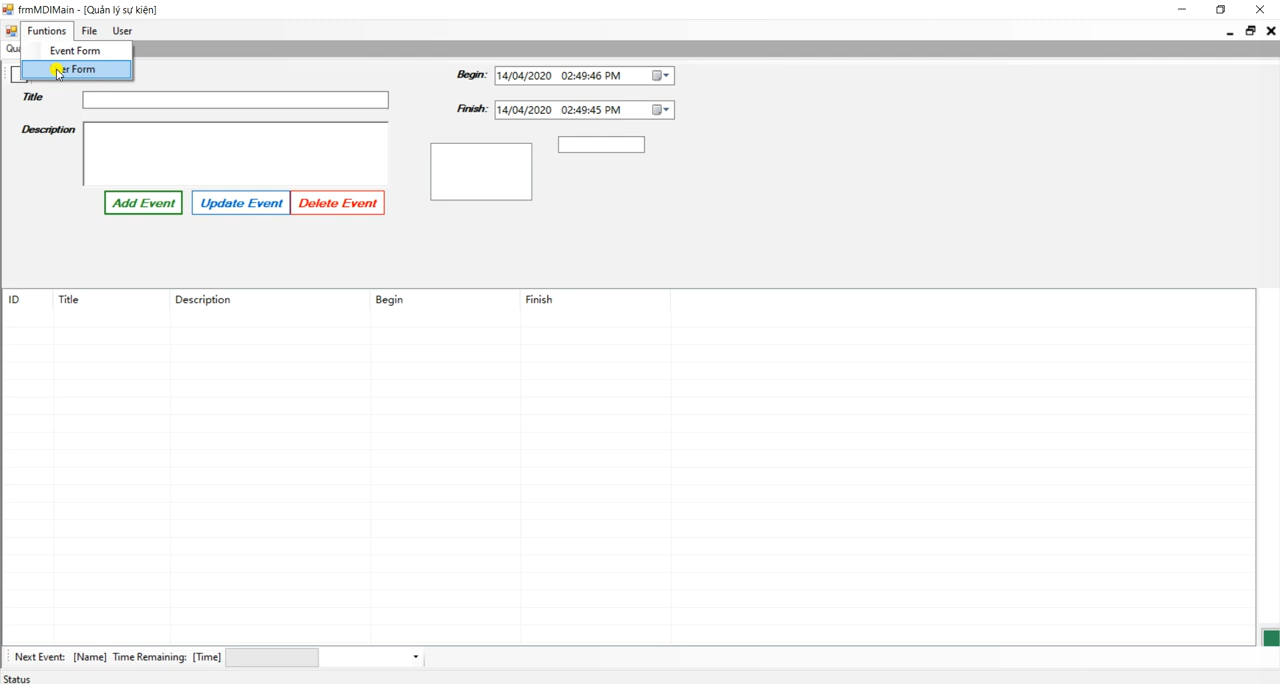 frmMDIMain - [Quản lý sự kiện]
Funtions File User
Event Form
Form
Title
Description
Begin: 14/04/2020 02:49:46 PM
Finish: 14/04/2020 02:49:45 PM
Add Event Update Event Delete Event
ID Title Description Begin Finish
Next Event: [Name] Time Remaining: [Time]
Status